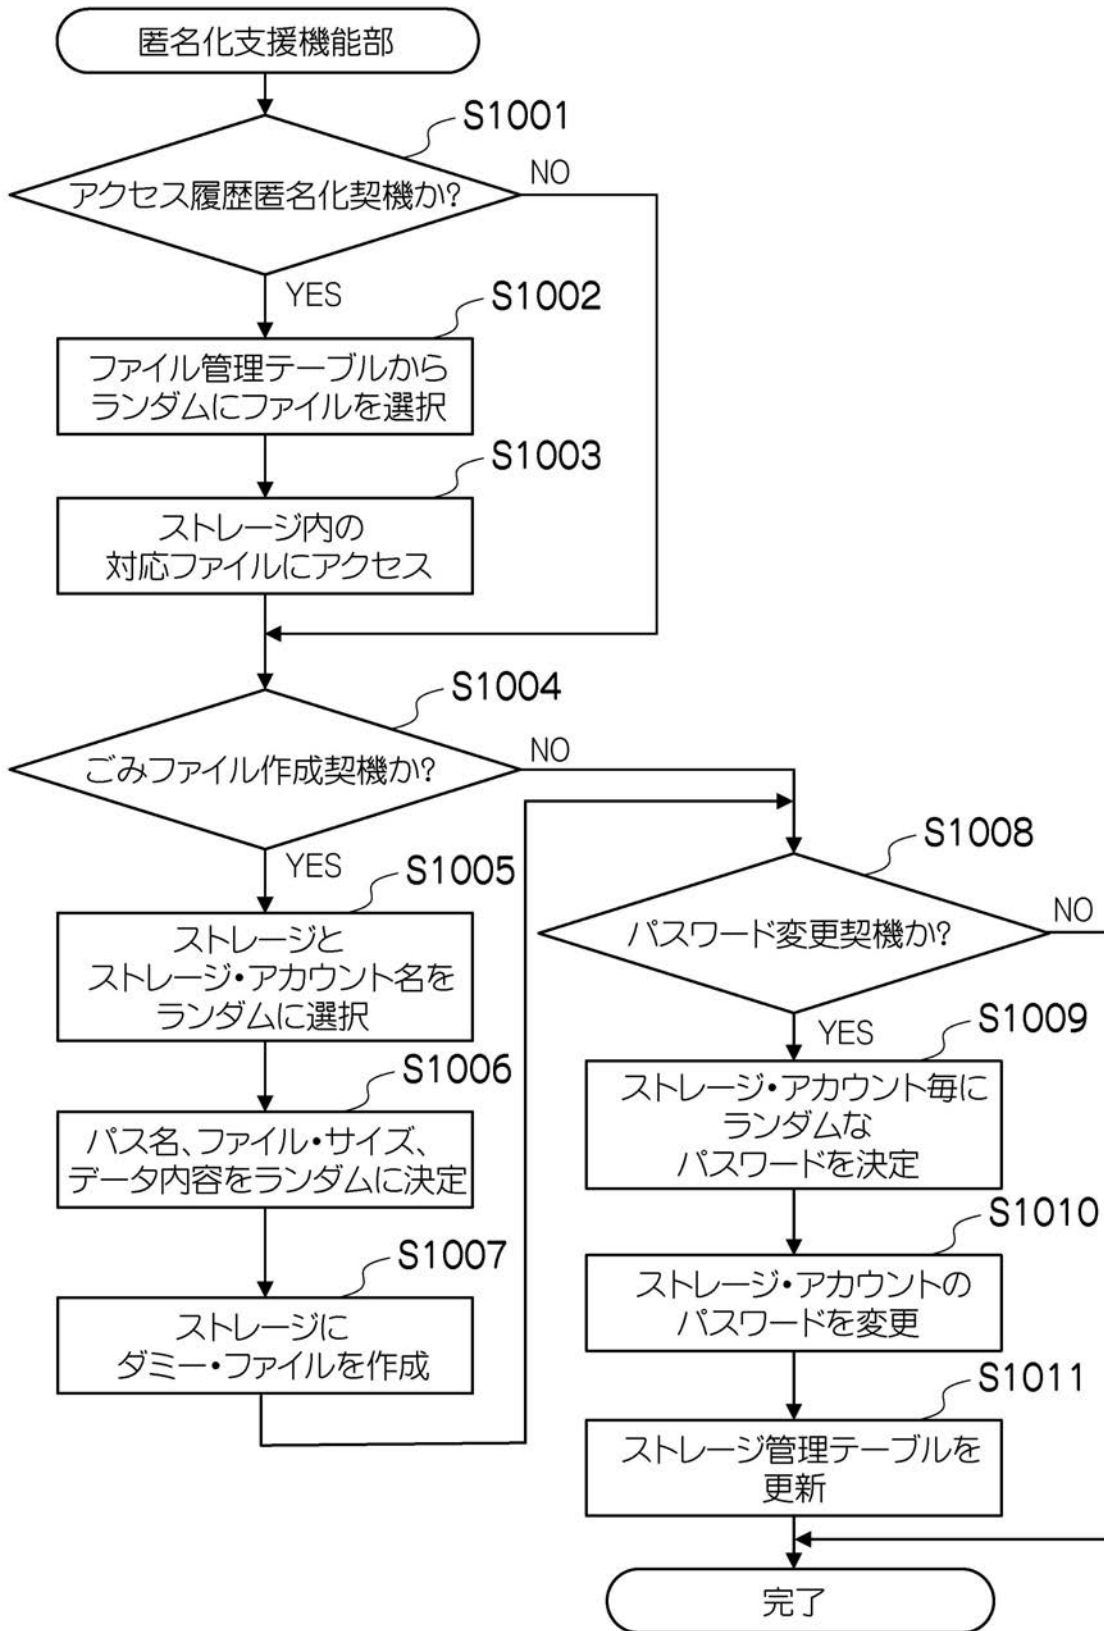 匿名化支援機能部
S1001
アクセス履歴匿名化契機か?
NO
YES
S1002
ファイル管理テーブルから
ランダムにファイルを選択
S1003
ストレージ内の
対応ファイルにアクセス
S1004
ごみファイル作成契機か?
NO
YES
S1005
ストレージと
ストレージ・アカウント名を
ランダムに選択
S1006
パス名、ファイル・サイズ、
データ内容をランダムに決定
S1007
ストレージに
ダミー・ファイルを作成
S1008
パスワード変更契機か?
NO
YES
S1009
ストレージ・アカウント毎に
ランダムな
パスワードを決定
S1010
ストレージ・アカウントの
パスワードを変更
S1011
ストレージ管理テーブルを
更新
完了